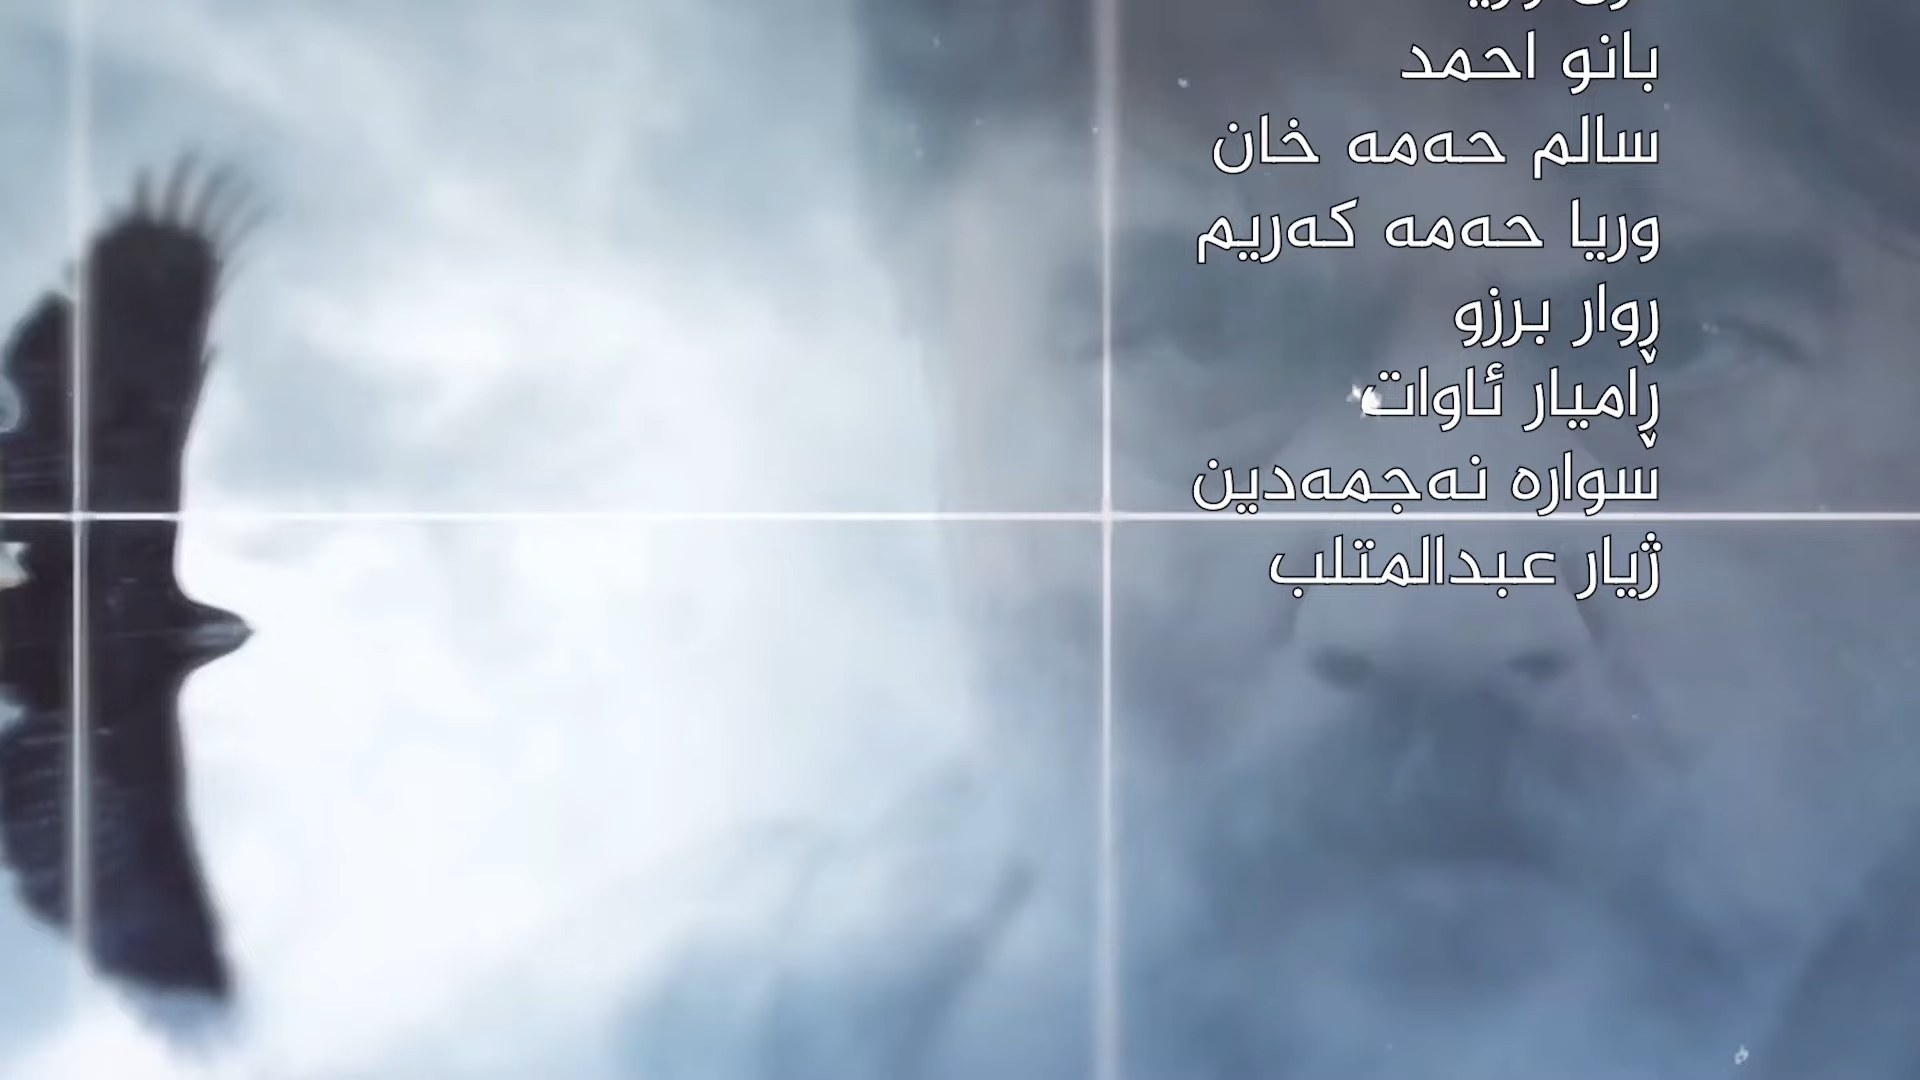 بانو احمد
سالم حەمە خان
وریا حەمە کەریم
ڕوار برزو
ڕامیار ئاوات
سوارە نەجمەدین
ژیار عبدالمتلب